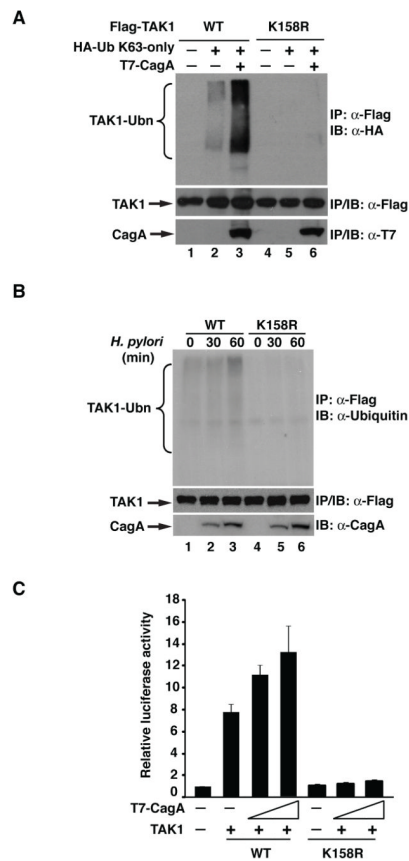 A
Flag-TAK1 WT K158R
HA-Ub K63-only – + + – + +
T7-CagA – – + – – +
TAK1-Ubn
IP: α-Flag
IB: α-HA
TAK1 IP/IB: α-Flag
CagA IP/IB: α-T7
1 2 3 4 5 6
B
WT K158R
H. pylori 0 30 60 0 30 60
(min)
TAK1-Ubn
IP: α-Flag
IB: α-Ubiquitin
TAK1 IP/IB: α-Flag
CagA IB: α-CagA
1 2 3 4 5 6
C
Relative luciferase activity
18
16
14
12
10
8
6
4
2
0
T7-CagA – – –
TAK1 – + + + – + +
WT K158R